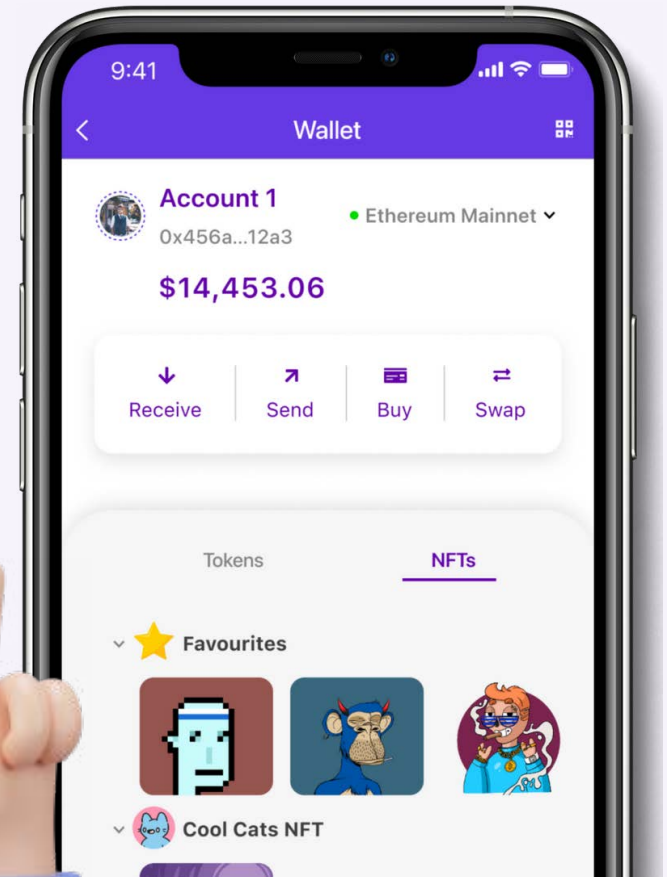 9:41
Wallet
Account 1
Ethereum Mainnet
0x456a...12a3
$14,453.06
Receive
Send
Buy
Swap
Tokens
NFTs
Favourites
Cool Cats NFT